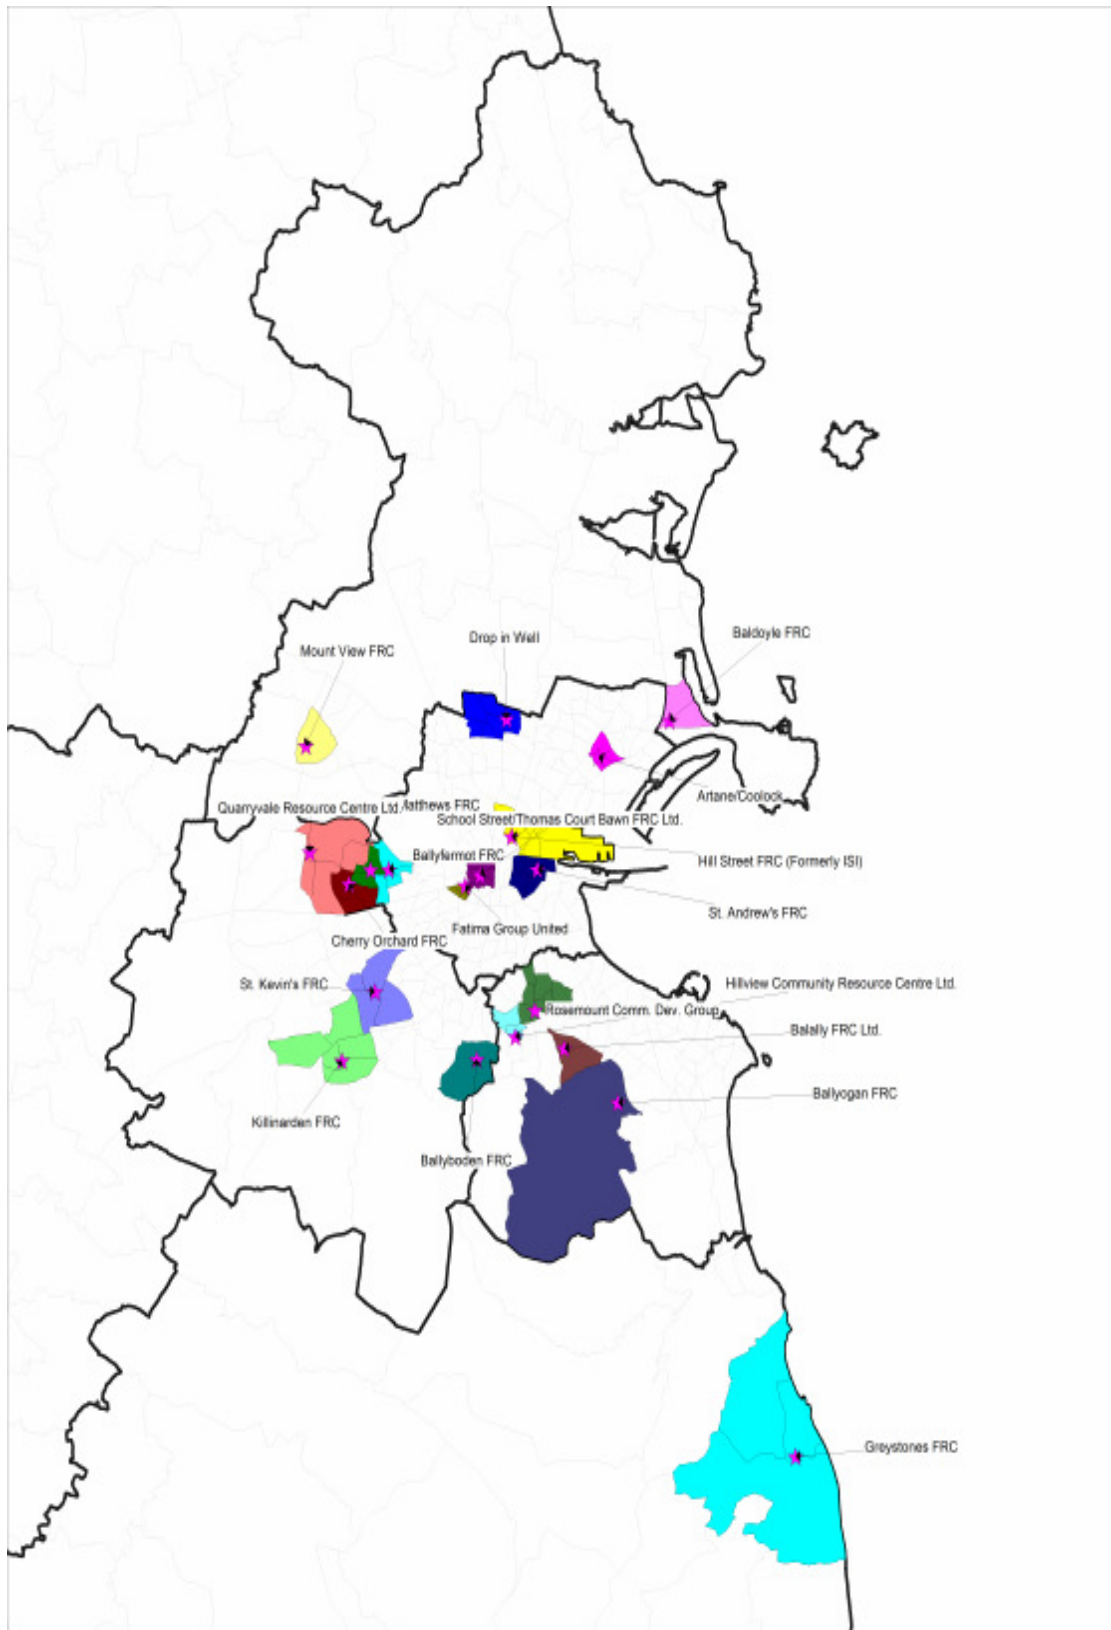 Drop in Well
Baldoyle FRC
Mount View FRC
Artane/Coolock
Quarryvale Resource Centre Ltd.
Matthews FRC
School Street/Thomas Court Bawn FRC Ltd.
Ballyfermot FRC
Hill Street FRC (Formerly ISI)
St. Andrew's FRC
Fatima Group United
Cherry Orchard FRC
St. Kevin's FRC
Hillview Community Resource Centre Ltd.
Rosemount Comm. Dev. Group
Balally FRC Ltd.
Ballyogan FRC
Killinarden FRC
Ballyboden FRC
Greystones FRC